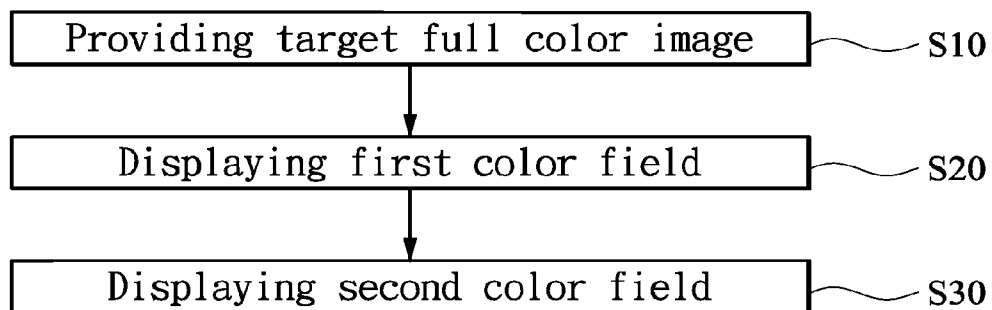 Providing target full color image S10
Displaying first color field S20
Displaying second color field S30